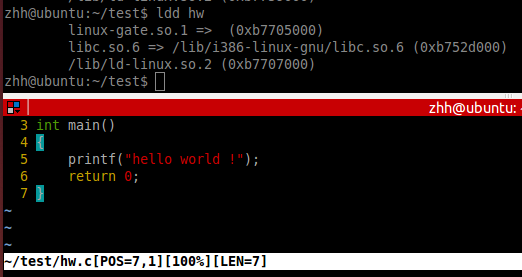 zhh@ubuntu:~/test$ ldd hw
linux-gate.so.1 =>  (0xb7705000)
libc.so.6 => /lib/i386-linux-gnu/libc.so.6 (0xb752d000)
/lib/ld-linux.so.2 (0xb7707000)
zhh@ubuntu:~/test$
zhh@ubuntu: ~
3 int main()
4 {
5     printf("hello world !");
6     return 0;
7 }
~
~
~
~/test/hw.c[POS=7,1][100%][LEN=7]